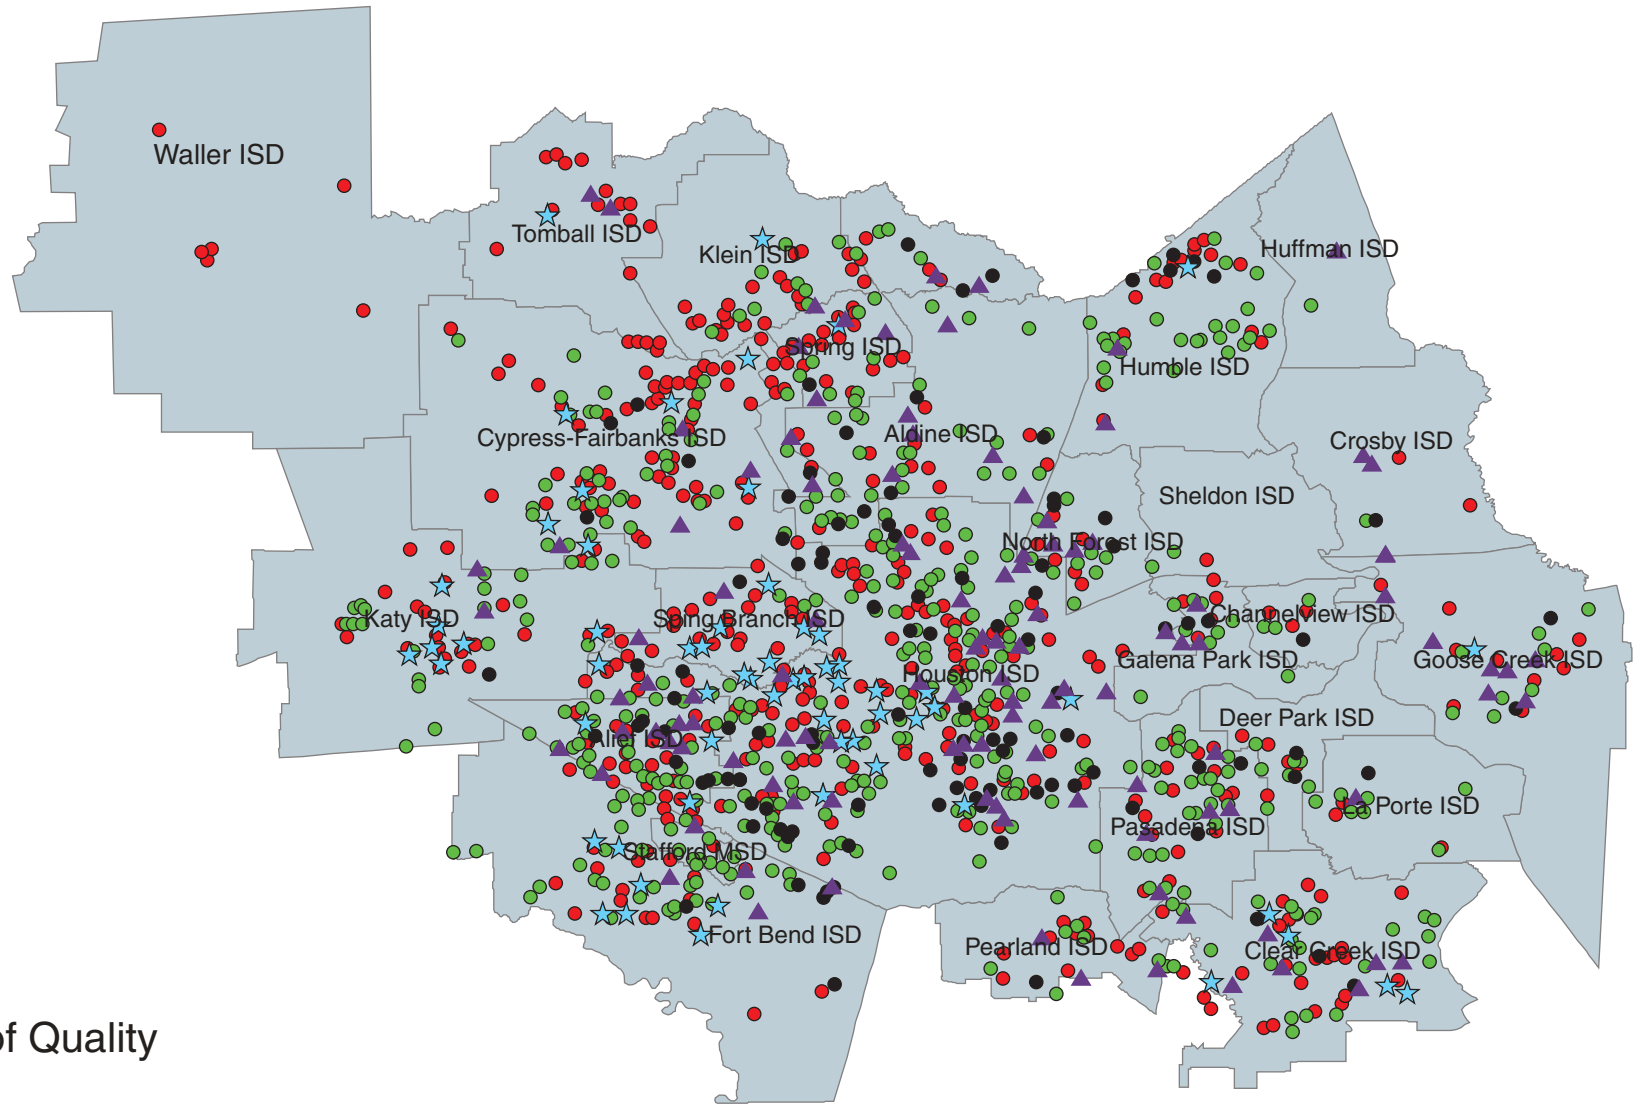 Waller ISD
Tomball ISD
Klein ISD
Huffman ISD
Spring ISD
Humble ISD
Cypress-Fairbanks ISD
Aldine ISD
Crosby ISD
Sheldon ISD
North Forest ISD
Katy ISD
Sping Branch ISD
Channelview ISD
Galena Park ISD
Goose Creek ISD
Houston ISD
Deer Park ISD
Alief ISD
La Porte ISD
Pasadena ISD
Stafford MSD
Fort Bend ISD
Pearland ISD
Clear Creek ISD
of Quality